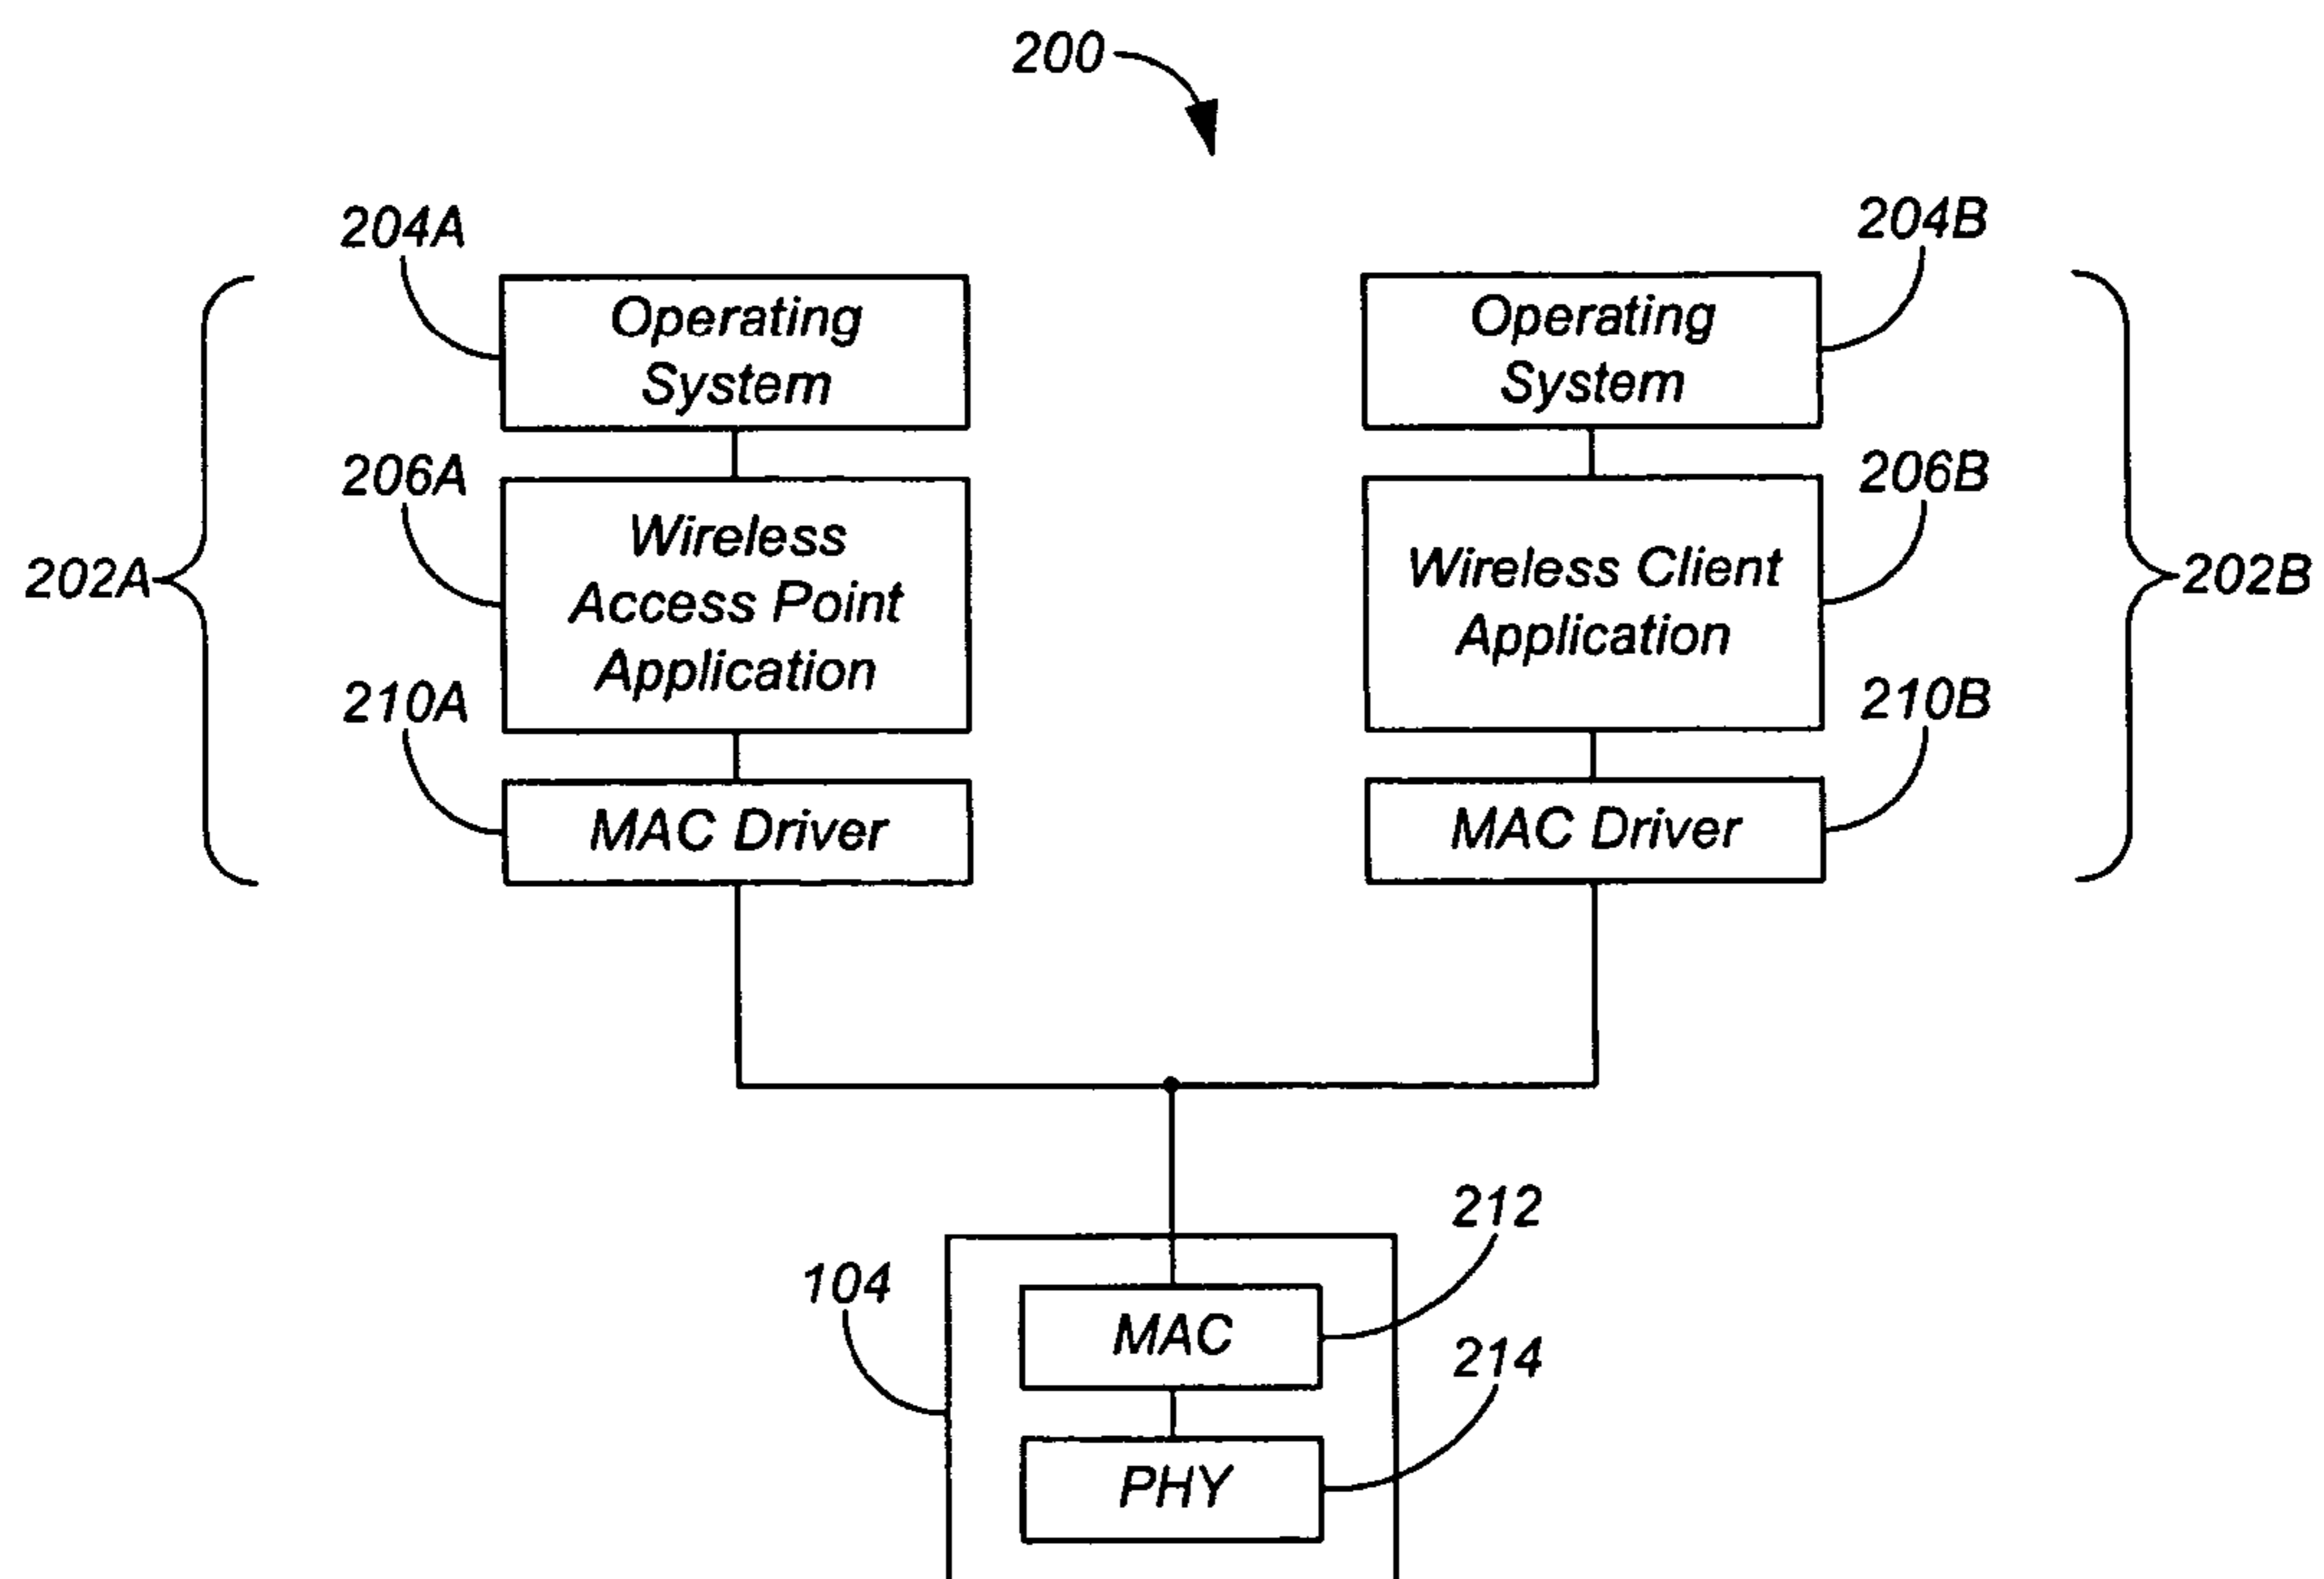 200
204A
204B
Operating
System
Operating
System
206A
206B
Wireless
Access Point
Application
Wireless Client
Application
202A
202B
210A
210B
MAC Driver
MAC Driver
212
104
MAC
214
PHY